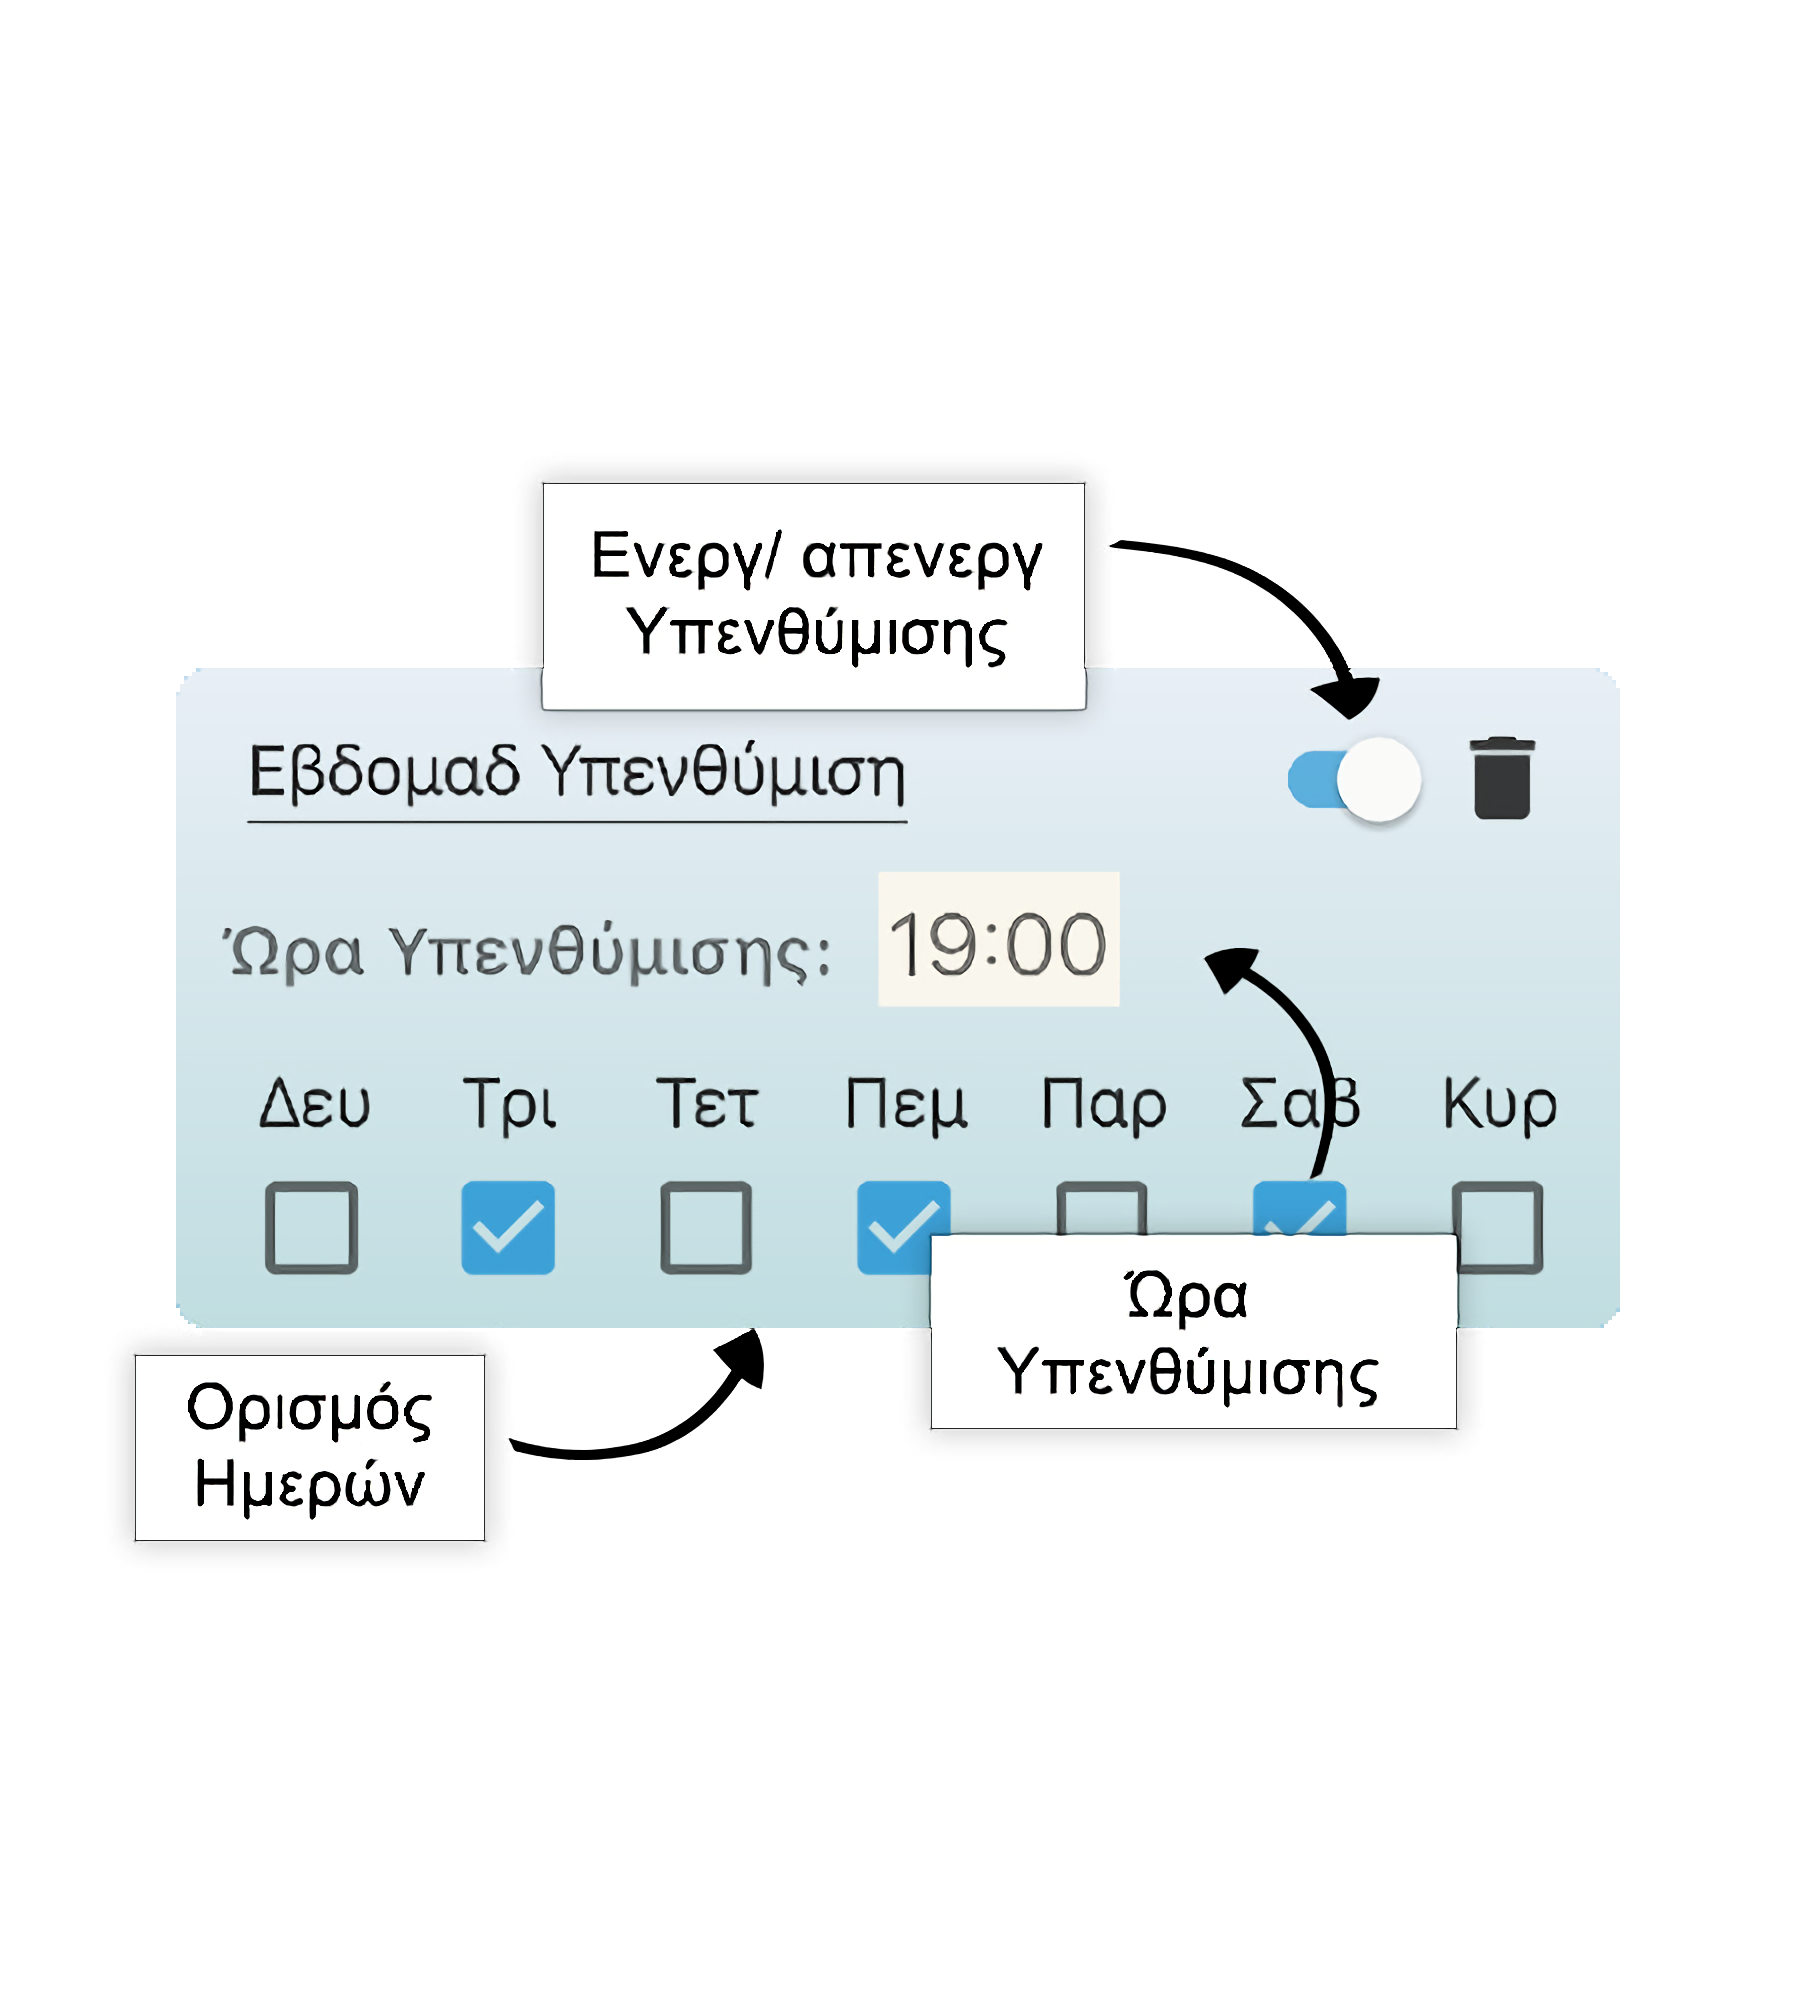 Ενεργ/ απενεργ
Υπενθύμισης
Εβδομαδ Υπενθύμιση
Ώρα Υπενθύμισης: 19:00
Δευ Τρι Τετ Πεμ Παρ Σαβ Κυρ
Ώρα
Υπενθύμισης
Ορισμός
Ημερών